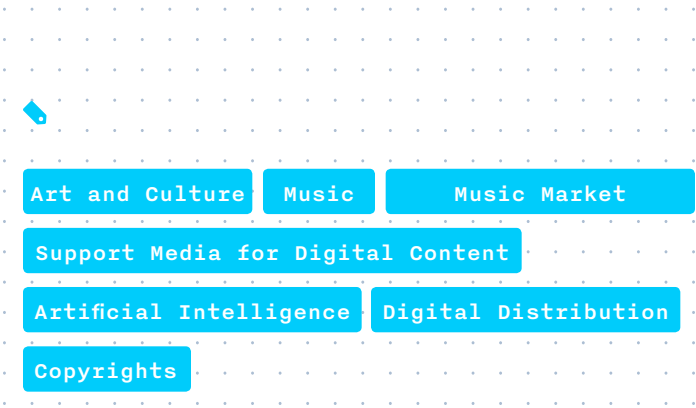 Art and Culture Music Music Market
Support Media for Digital Content
Artificial Intelligence Digital Distribution
Copyrights